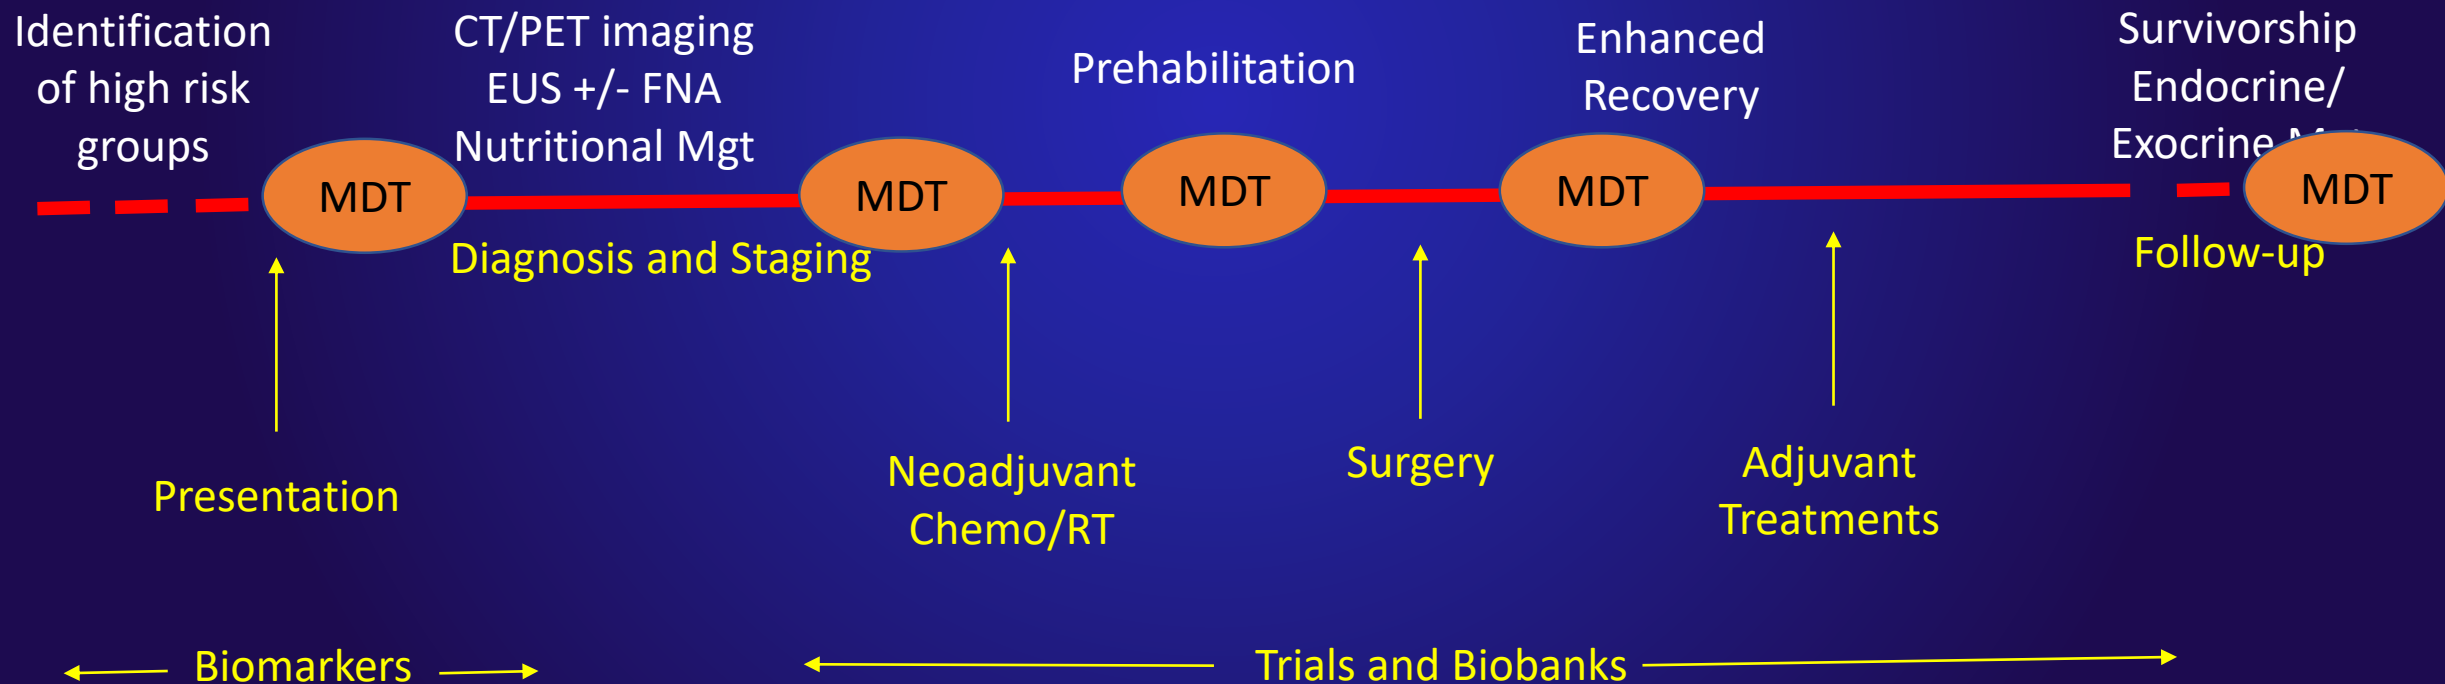 Identification
of high risk
groups
CT/PET imaging
EUS +/- FNA
Nutritional Mgt
Prehabilitation
Enhanced
Recovery
Survivorship
Endocrine/
Exocrine
MDT
MDT
MDT
MDT
MDT
Diagnosis and Staging
Follow-up
Presentation
Neoadjuvant
Chemo/RT
Surgery
Adjuvant
Treatments
Biomarkers
Trials and Biobanks